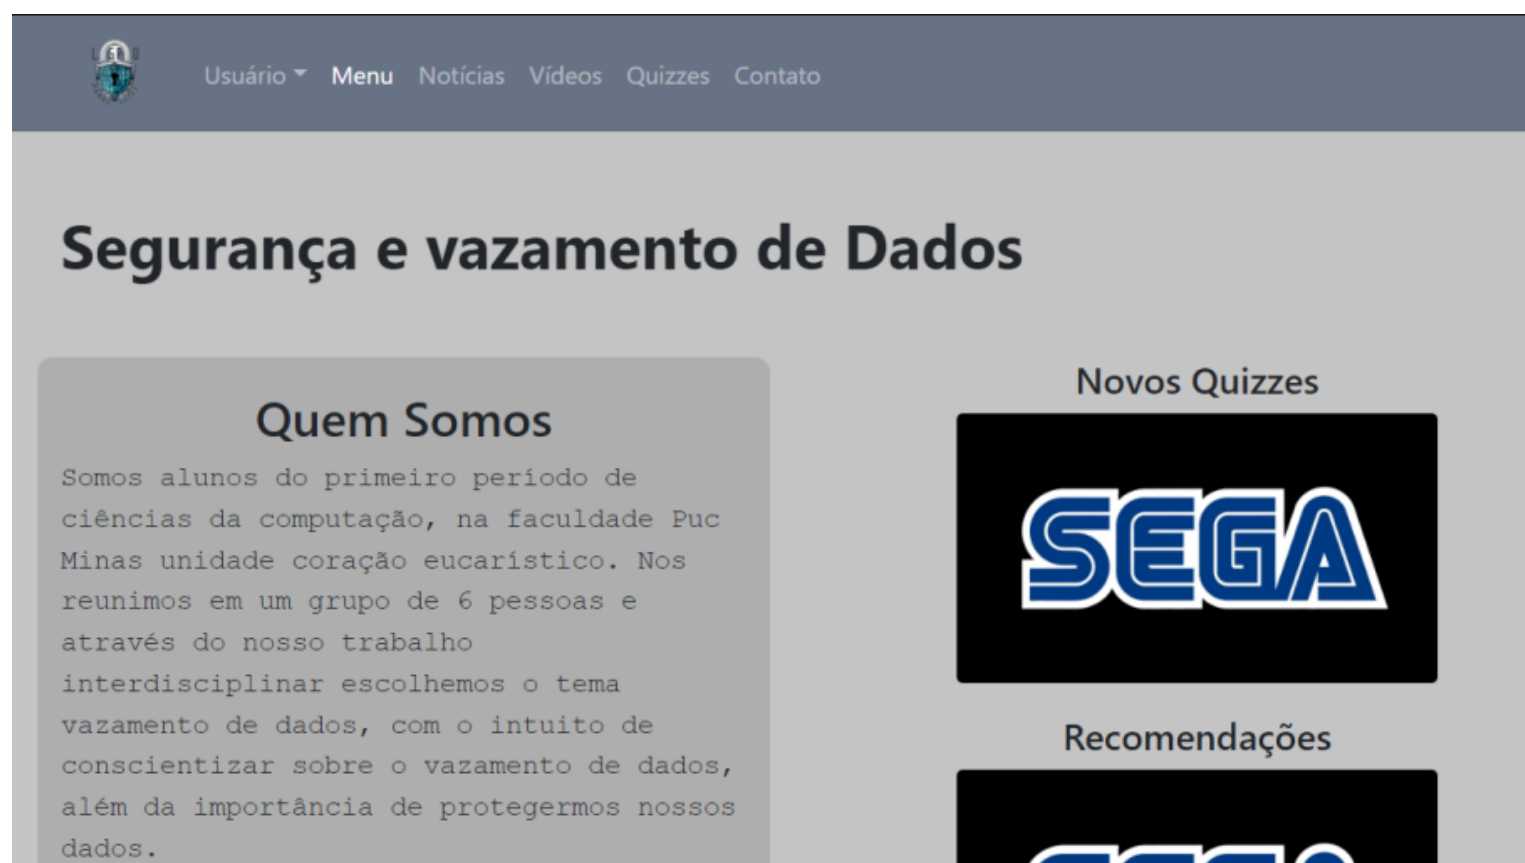 Usuário Menu Notícias Vídeos Quizzes Contato
Segurança e vazamento de Dados
Quem Somos
Somos alunos do primeiro período de
ciências da computação, na faculdade Puc
Minas unidade coração eucarístico. Nos
reunimos em um grupo de 6 pessoas e
através do nosso trabalho
interdisciplinar escolhemos o tema
vazamento de dados, com o intuito de
conscientizar sobre o vazamento de dados,
além da importância de protegermos nossos
dados.
Novos Quizzes
SEGA
Recomendações